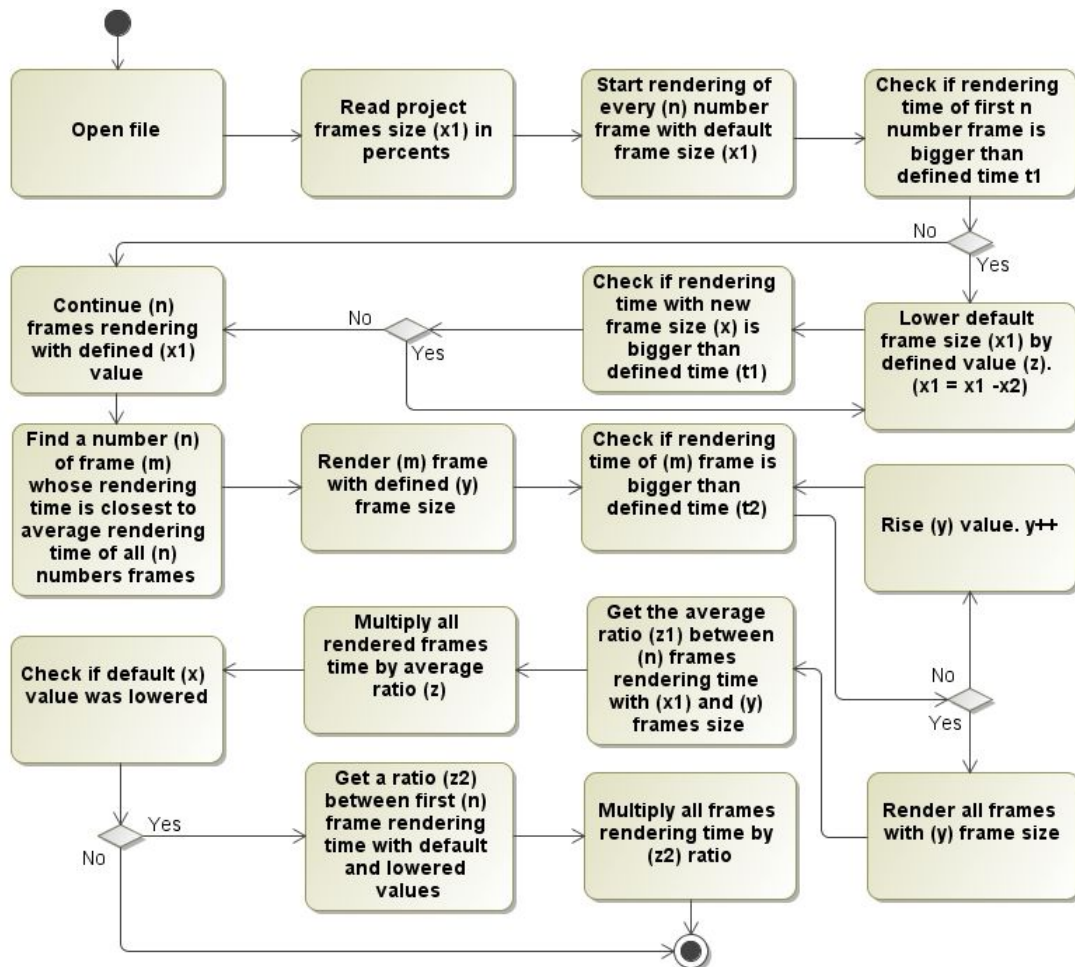 Open file
Read project
frames size (x1) in
percents
Start rendering of
every (n) number
frame with default
frame size (x1)
Check if rendering
time of first n
number frame is
bigger than
defined time t1
No
Yes
Continue (n)
frames rendering
with defined (x1)
value
No
Yes
Check if rendering
time with new
frame size (x) is
bigger than
defined time (t1)
Lower default
frame size (x1) by
defined value (z).
(x1 = x1 -x2)
Find a number (n)
of frame (m)
whose rendering
time is closest to
average rendering
time of all (n)
numbers frames
Render (m) frame
with defined (y)
frame size
Check if rendering
time of (m) frame is
bigger than
defined time (t2)
Rise (y) value. y++
No
Yes
Check if default (x)
value was lowered
Multiply all
rendered frames
time by average
ratio (z)
Get the average
ratio (z1) between
(n) frames
rendering time
with (x1) and (y)
frames size
Render all frames
with (y) frame size
Yes
No
Get a ratio (z2)
between first (n)
frame rendering
time with default
and lowered
values
Multiply all frames
rendering time by
(z2) ratio